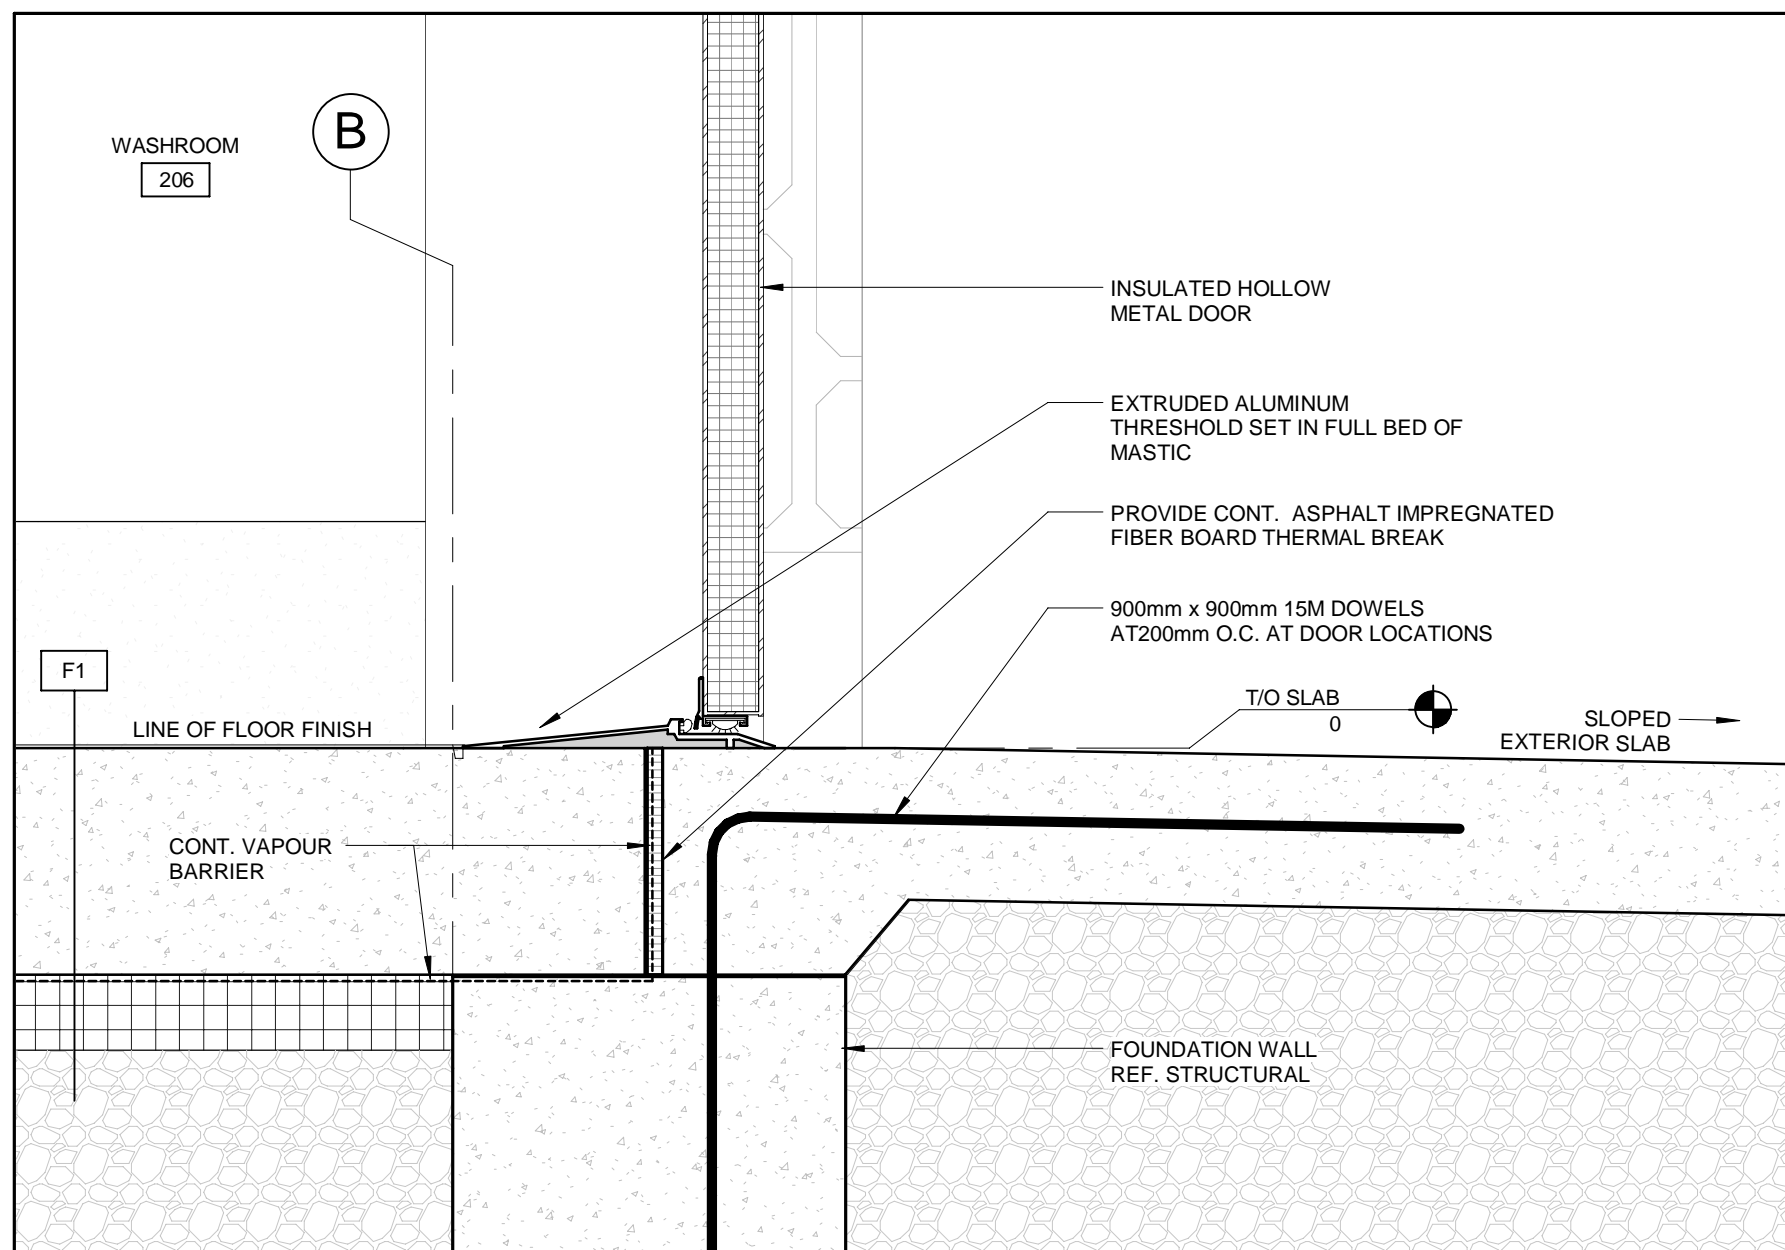 WASHROOM
206
B
INSULATED HOLLOW
METAL DOOR
EXTRUDED ALUMINUM
THRESHOLD SET IN FULL BED OF
MASTIC
PROVIDE CONT. ASPHALT IMPREGNATED
FIBER BOARD THERMAL BREAK
900mm x 900mm 15M DOWELS
AT200mm O.C. AT DOOR LOCATIONS
F1
T/O SLAB
0
SLOPED
EXTERIOR SLAB
LINE OF FLOOR FINISH
CONT. VAPOUR
BARRIER
FOUNDATION WALL
REF. STRUCTURAL